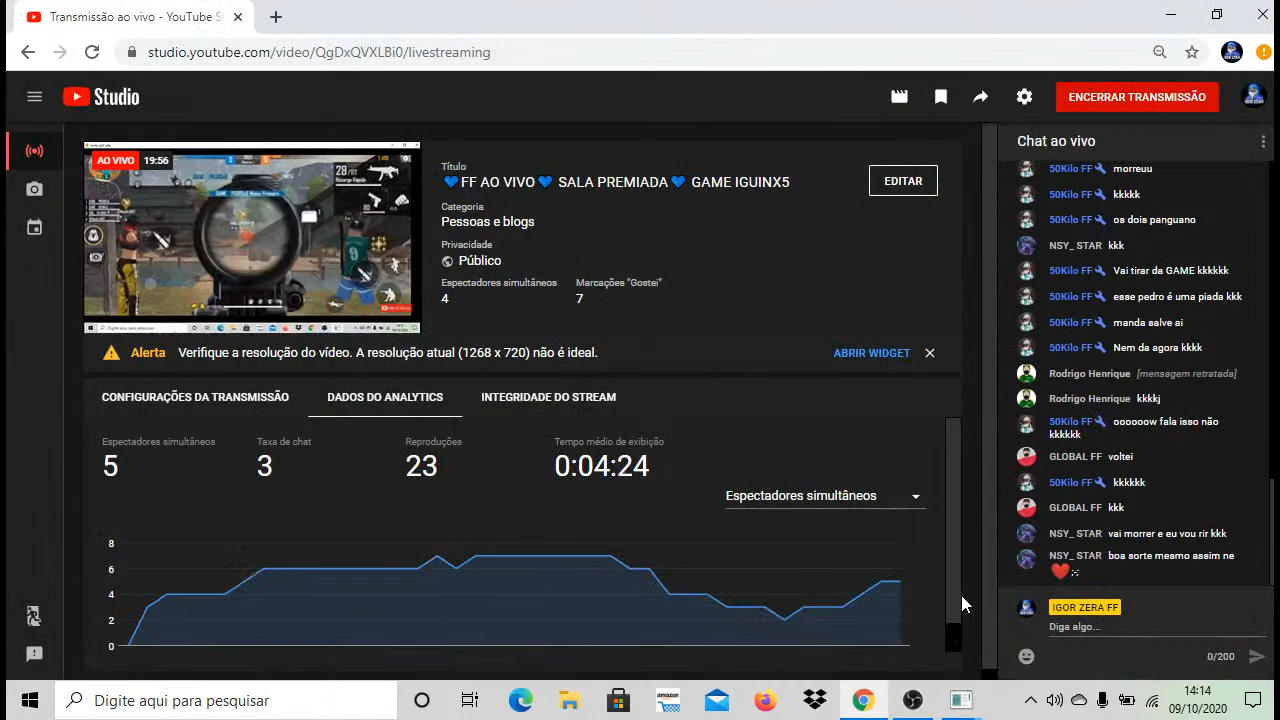 Transmissão ao vivo - YouTube S
studio.youtube.com/video/QgDxQVXLBi0/livestreaming
Studio
ENCERRAR TRANSMISSÃO
AO VIVO 19:56
Título
💙FF AO VIVO💙 SALA PREMIADA💙 GAME IGUINX5
EDITAR
Categoria
Pessoas e blogs
Privacidade
Público
Espectadores simultâneos
4
Marcações "Gostei"
7
Digite aqui para pesquisar
Alerta Verifique a resolução do vídeo. A resolução atual (1268 x 720) não é ideal.
ABRIR WIDGET
CONFIGURAÇÕES DA TRANSMISSÃO
DADOS DO ANALYTICS
INTEGRIDADE DO STREAM
Espectadores simultâneos
5
Taxa de chat
3
Reproduções
23
Tempo médio de exibição
0:04:24
Espectadores simultâneos
8
6
4
2
0
Chat ao vivo
50Kilo FF morreuu
50Kilo FF kkkkk
50Kilo FF os dois panguano
NSY_ STAR kkk
50Kilo FF Vai tirar da GAME kkkkkk
50Kilo FF esse pedro é uma piada kkk
50Kilo FF manda salve ai
50Kilo FF Nem da agora kkkk
Rodrigo Henrique [mensagem retratada]
Rodrigo Henrique kkkkj
50Kilo FF oooooow fala isso não
kkkkkk
GLOBAL FF voltei
50Kilo FF kkkkkk
GLOBAL FF kkk
NSY_ STAR vai morrer e eu vou rir kkk
NSY_ STAR boa sorte mesmo assim ne
❤️
IGOR ZERA FF
Diga algo...
0/200
Digite aqui para pesquisar
amazon
14:14
09/10/2020